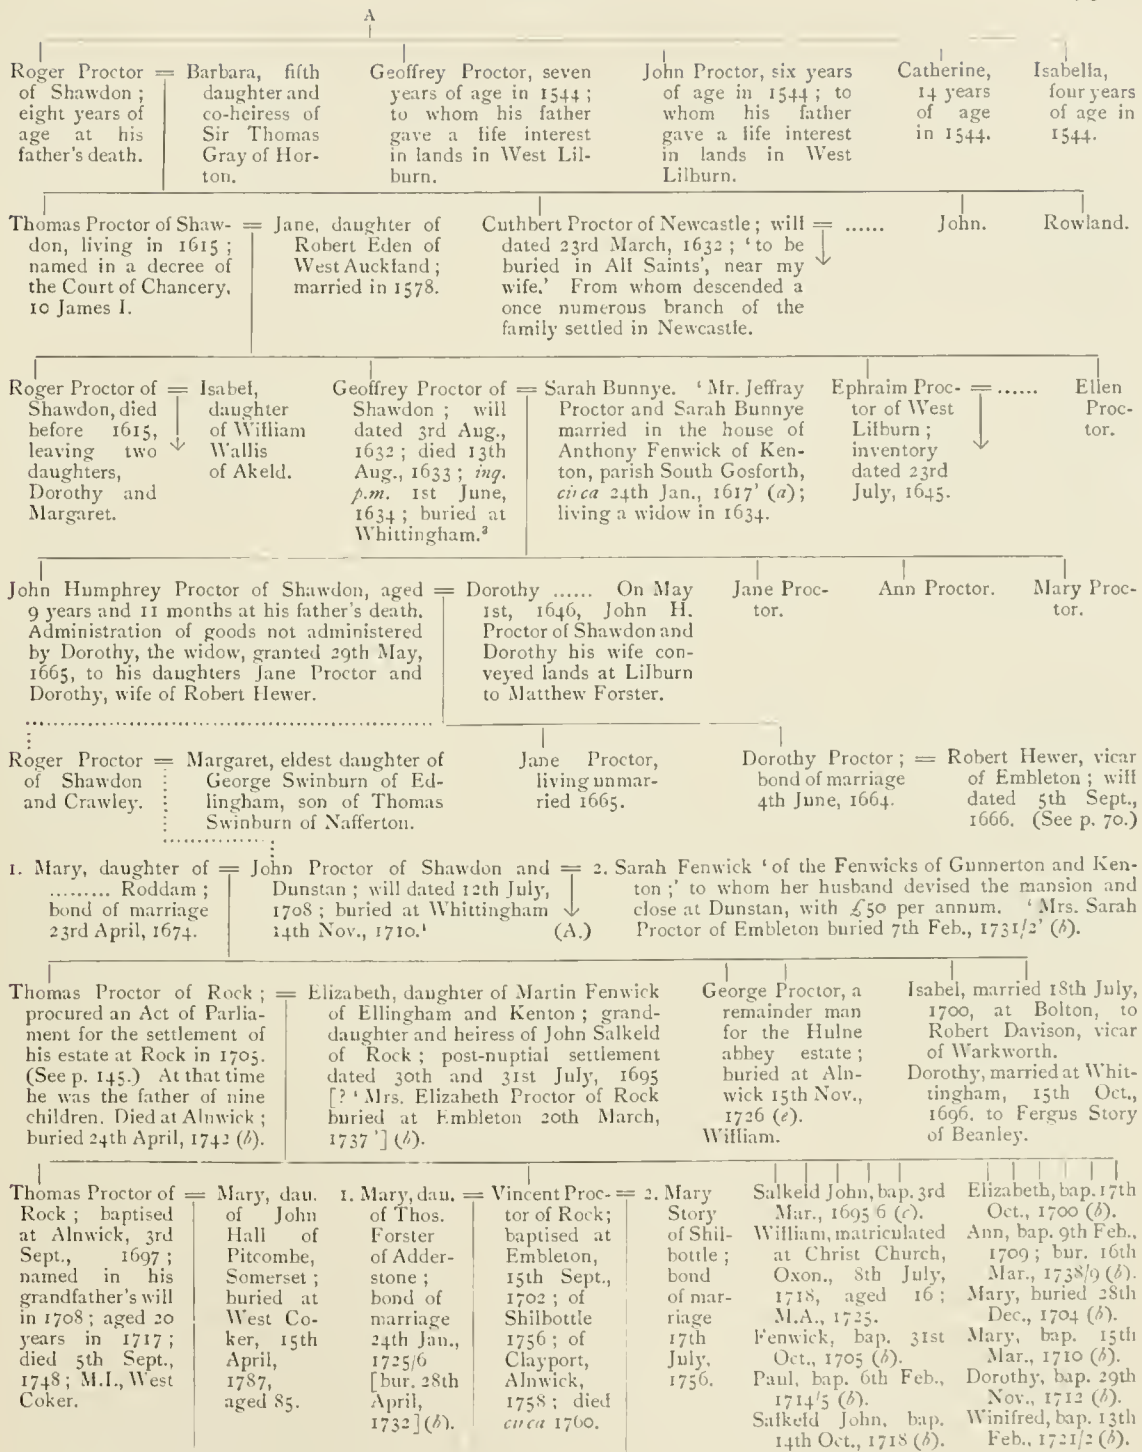 A
Roger Proctor
of Shawdon ;
eight years of
age at his
father's death.
=
Barbara, fifth
daughter and
co-heiress of
Sir Thomas
Gray of Hor-
ton.
Geoffrey Proctor, seven
years of age in 1544 ;
to whom his father
gave a life interest
in lands in West Lil-
burn.
John Proctor, six years
of age in 1544 ; to
whom his father
gave a life interest
in lands in West
Lilburn.
Catherine,
14 years
of age
in 1544.
Isabella,
four years
of age in
1544.
Thomas Proctor of Shaw-
don, living in 1615 ;
named in a decree of
the Court of Chancery,
10 James I.
=
Jane, daughter of
Robert Eden of
West Auckland ;
married in 1578.
Cuthbert Proctor of Newcastle ; will
dated 23rd March, 1632 ; ‘ to be
buried in All Saints’, near my
wife.’ From whom descended a
once numerous branch of the
family settled in Newcastle.
= ......
John.
Rowland.
Roger Proctor of
Shawdon, died
before 1615,
leaving two
daughters,
Dorothy and
Margaret.
=
Isabel,
daughter
of William
Wallis
of Akeld.
Geoffrey Proctor of
Shawdon ; will
dated 3rd Aug.,
1632 ; died 13th
Aug., 1633 ; inq.
p.m. 1st June,
1634 ; buried at
Whittingham.³
=
Sarah Bunnye. ‘ Mr. Jeffray
Proctor and Sarah Bunnye
married in the house of
Anthony Fenwick of Ken-
ton, parish South Gosforth,
circa 24th Jan., 1617’ (a) ;
living a widow in 1634.
Ephraim Proc-
tor of West
Lilburn ;
inventory
dated 23rd
July, 1645.
= ......
Ellen
Proc-
tor.
John Humphrey Proctor of Shawdon, aged
9 years and 11 months at his father's death.
Administration of goods not administered
by Dorothy, the widow, granted 29th May,
1665, to his daughters Jane Proctor and
Dorothy, wife of Robert Hewer.
=
Dorothy ...... On May
1st, 1646, John H.
Proctor of Shawdon and
Dorothy his wife con-
veyed lands at Lilburn
to Matthew Forster.
Jane Proc-
tor.
Ann Proctor.
Mary Proc-
tor.
Roger Proctor
of Shawdon
and Crawley.
=
Margaret, eldest daughter of
George Swinburn of Ed-
lingham, son of Thomas
Swinburn of Nafferton.
Jane Proctor,
living unmar-
ried 1665.
Dorothy Proctor ;
bond of marriage
4th June, 1664.
=
Robert Hewer, vicar
of Embleton ; will
dated 5th Sept.,
1666. (See p. 70.)
1. Mary, daughter of
......... Roddam ;
bond of marriage
23rd April, 1674.
=
John Proctor of Shawdon and
Dunstan ; will dated 12th July,
1708 ; buried at Whittingham
14th Nov., 1710.¹
=
(A.)
2. Sarah Fenwick ‘ of the Fenwicks of Gunnerton and Ken-
ton ;’ to whom her husband devised the mansion and
close at Dunstan, with £50 per annum. ‘ Mrs. Sarah
Proctor of Embleton buried 7th Feb., 1731/2’ (b).
Thomas Proctor of Rock ;
procured an Act of Parlia-
ment for the settlement of
his estate at Rock in 1705.
(See p. 145.) At that time
he was the father of nine
children. Died at Alnwick ;
buried 24th April, 1742 (b).
=
Elizabeth, daughter of Martin Fenwick
of Ellingham and Kenton ; grand-
daughter and heiress of John Salkeld
of Rock ; post-nuptial settlement
dated 30th and 31st July, 1695
[? ‘ Mrs. Elizabeth Proctor of Rock
buried at Embleton 20th March,
1737 ’] (b).
George Proctor, a
remainder man
for the Hulne
abbey estate ;
buried at Aln-
wick 15th Nov.,
1726 (e).
William.
Isabel, married 18th July,
1700, at Bolton, to
Robert Davison, vicar
of Warkworth.
Dorothy, married at Whit-
tingham, 15th Oct.,
1696, to Fergus Story
of Beanley.
Thomas Proctor of
Rock ; baptised
at Alnwick, 3rd
Sept., 1697 ;
named in his
grandfather's will
in 1708 ; aged 20
years in 1717 ;
died 5th Sept.,
1748 ; M.I., West
Coker.
=
Mary, dau.
of John
Hall of
Pitcombe,
Somerset ;
buried at
West Co-
ker, 15th
April,
1787,
aged 85.
1. Mary, dau.
of Thos.
Forster
of Adder-
stone ;
bond of
marriage
24th Jan.,
1725/6
[bur. 28th
April,
1732] (b).
=
Vincent Proc-
tor of Rock ;
baptised at
Embleton,
15th Sept.,
1702 ; of
Shilbottle
1756 ; of
Clayport,
Alnwick,
1758 ; died
circa 1760.
=
2. Mary
Story
of Shil-
bottle ;
bond
of mar-
riage
17th
July,
1756.
Salkeld John, bap. 3rd
Mar., 1695 6 (c).
William, matriculated
at Christ Church,
Oxon., 8th July,
1718, aged 16 ;
M.A., 1725.
Fenwick, bap. 31st
Oct., 1705 (b).
Paul, bap. 6th Feb.,
1714/5 (b).
Salkeld John, bap.
14th Oct., 1718 (b).
Elizabeth, bap. 17th
Oct., 1700 (b).
Ann, bap. 9th Feb.,
1709 ; bur. 16th
Mar., 1738/9 (b).
Mary, buried 28th
Dec., 1704 (b).
Mary, bap. 15th
Mar., 1710 (b).
Dorothy, bap. 29th
Nov., 1712 (b).
Winifred, bap. 13th
Feb., 1721/2 (b).